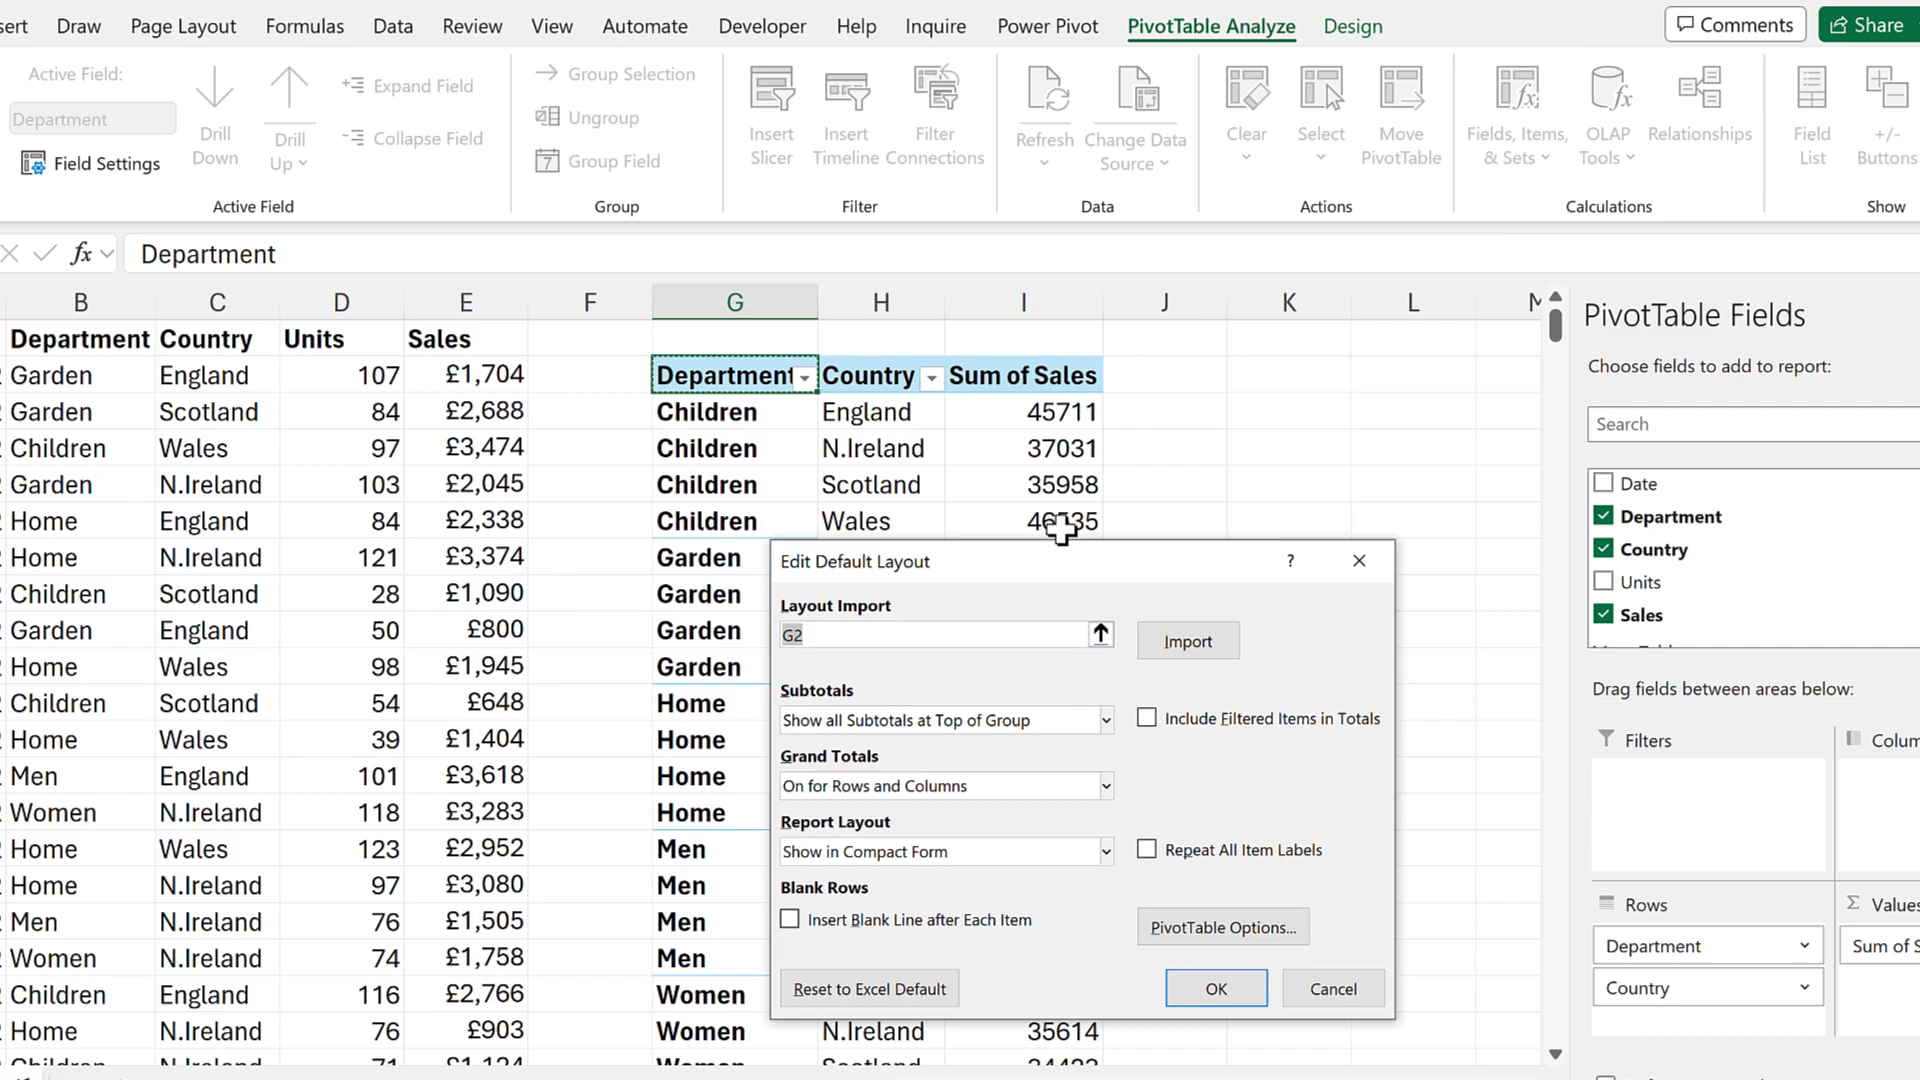 sert Draw Page Layout Formulas Data Review View Automate Developer Help Inquire Power Pivot PivotTable Analyze Design Comments Share
Active Field:
Department
Field Settings
Drill Down
Drill Up
Expand Field
Collapse Field
Active Field
Group Selection
Ungroup
7 Group Field
Group
Insert Slicer
Insert Timeline
Filter Connections
Filter
Refresh
Change Data Source
Data
Clear
Select
Move PivotTable
Actions
Fields, Items, & Sets
OLAP Tools
Relationships
Calculations
Field List
+/- Buttons
Show
fx Department
B C D E F G H I J K L M
Department Country Units Sales
Garden England 107 £1,704 Department Country Sum of Sales
Garden Scotland 84 £2,688 Children England 45711
Children Wales 97 £3,474 Children N.Ireland 37031
Garden N.Ireland 103 £2,045 Children Scotland 35958
Home England 84 £2,338 Children Wales
Home N.Ireland 121 £3,374 Garden
Children Scotland 28 £1,090 Garden
Garden England 50 £800 Garden
Home Wales 98 £1,945 Garden
Children Scotland 54 £648 Home
Home Wales 39 £1,404 Home
Men England 101 £3,618 Home
Women N.Ireland 118 £3,283 Home
Home Wales 123 £2,952 Men
Home N.Ireland 97 £3,080 Men
Men N.Ireland 76 £1,505 Men
Women N.Ireland 74 £1,758 Men
Children England 116 £2,766 Women
Home N.Ireland 76 £903 Women N.Ireland 35614
Edit Default Layout ?
Layout Import
G2 Import
Subtotals
Show all Subtotals at Top of Group Include Filtered Items in Totals
Grand Totals
On for Rows and Columns
Report Layout
Show in Compact Form Repeat All Item Labels
Blank Rows
Insert Blank Line after Each Item PivotTable Options...
Reset to Excel Default OK Cancel
PivotTable Fields
Choose fields to add to report:
Search
Date
Department
Country
Units
Sales
Drag fields between areas below:
Filters Colum
Rows Σ Values
Department Sum of S
Country